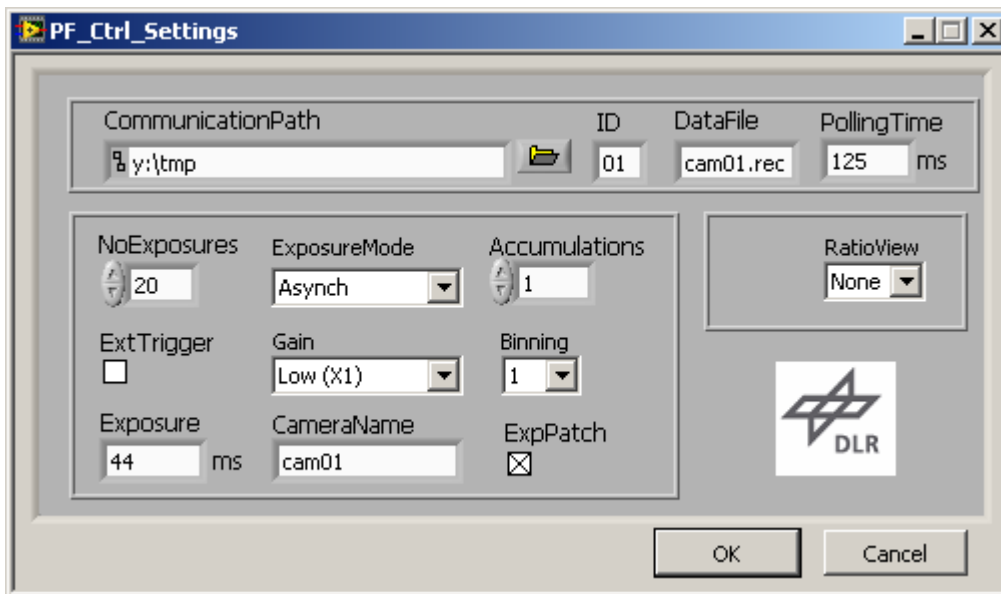 PF_Ctrl_Settings
CommunicationPath ID DataFile PollingTime
y:\tmp 01 cam01.rec 125 ms
NoExposures ExposureMode Accumulations RatioView
20 Asynch 1 None
ExtTrigger Gain Binning
Low (X1) 1
Exposure CameraName ExpPatch
44 ms cam01
DLR
OK Cancel